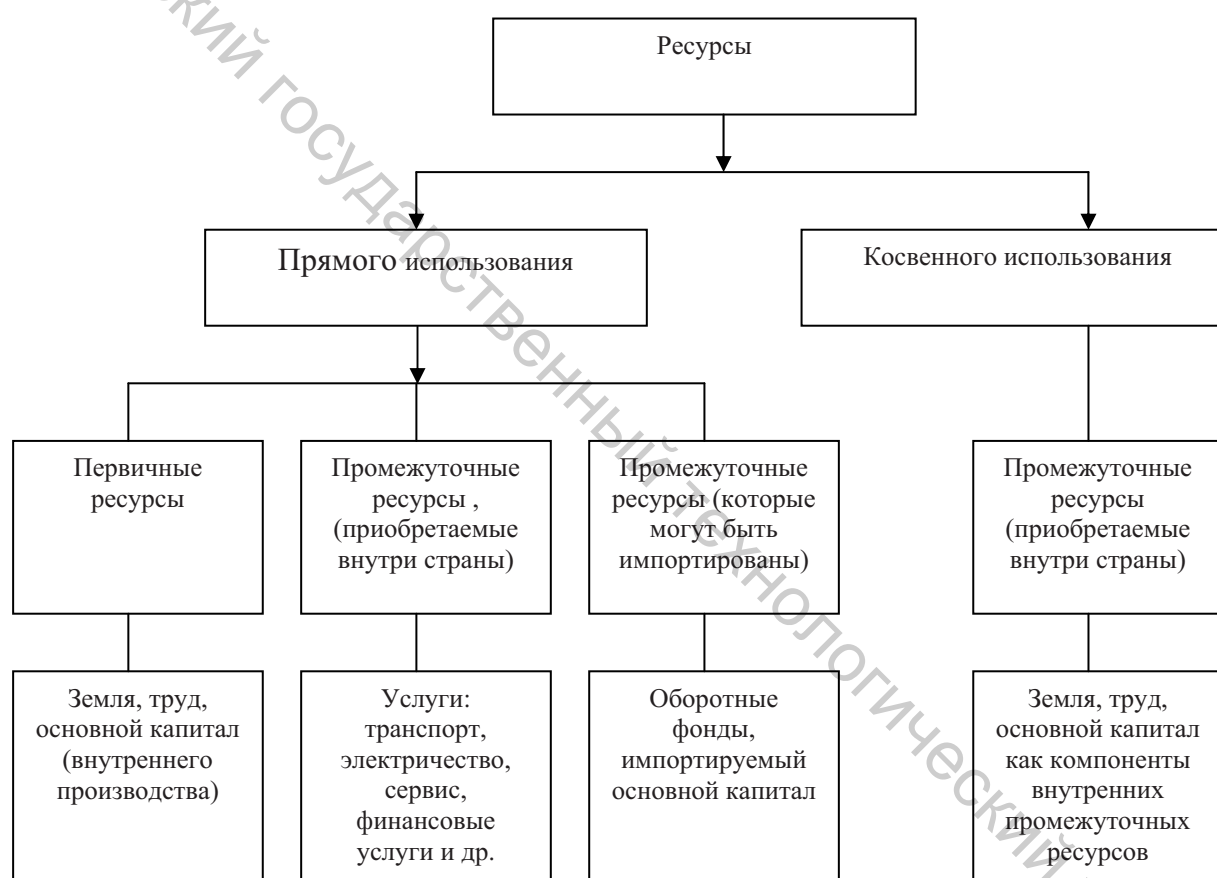 Ресурсы
Прямого использования
Косвенного использования
Первичные
ресурсы
Промежуточные
ресурсы ,
(приобретаемые
внутри страны)
Промежуточные
ресурсы (которые
могут быть
импортированы)
Промежуточные
ресурсы
(приобретаемые
внутри страны)
Земля, труд,
основной капитал
(внутреннего
производства)
Услуги:
транспорт,
электричество,
сервис,
финансовые
услуги и др.
Оборотные
фонды,
импортируемый
основной капитал
Земля, труд,
основной капитал
как компоненты
внутренних
промежуточных
ресурсов
государственный технологический